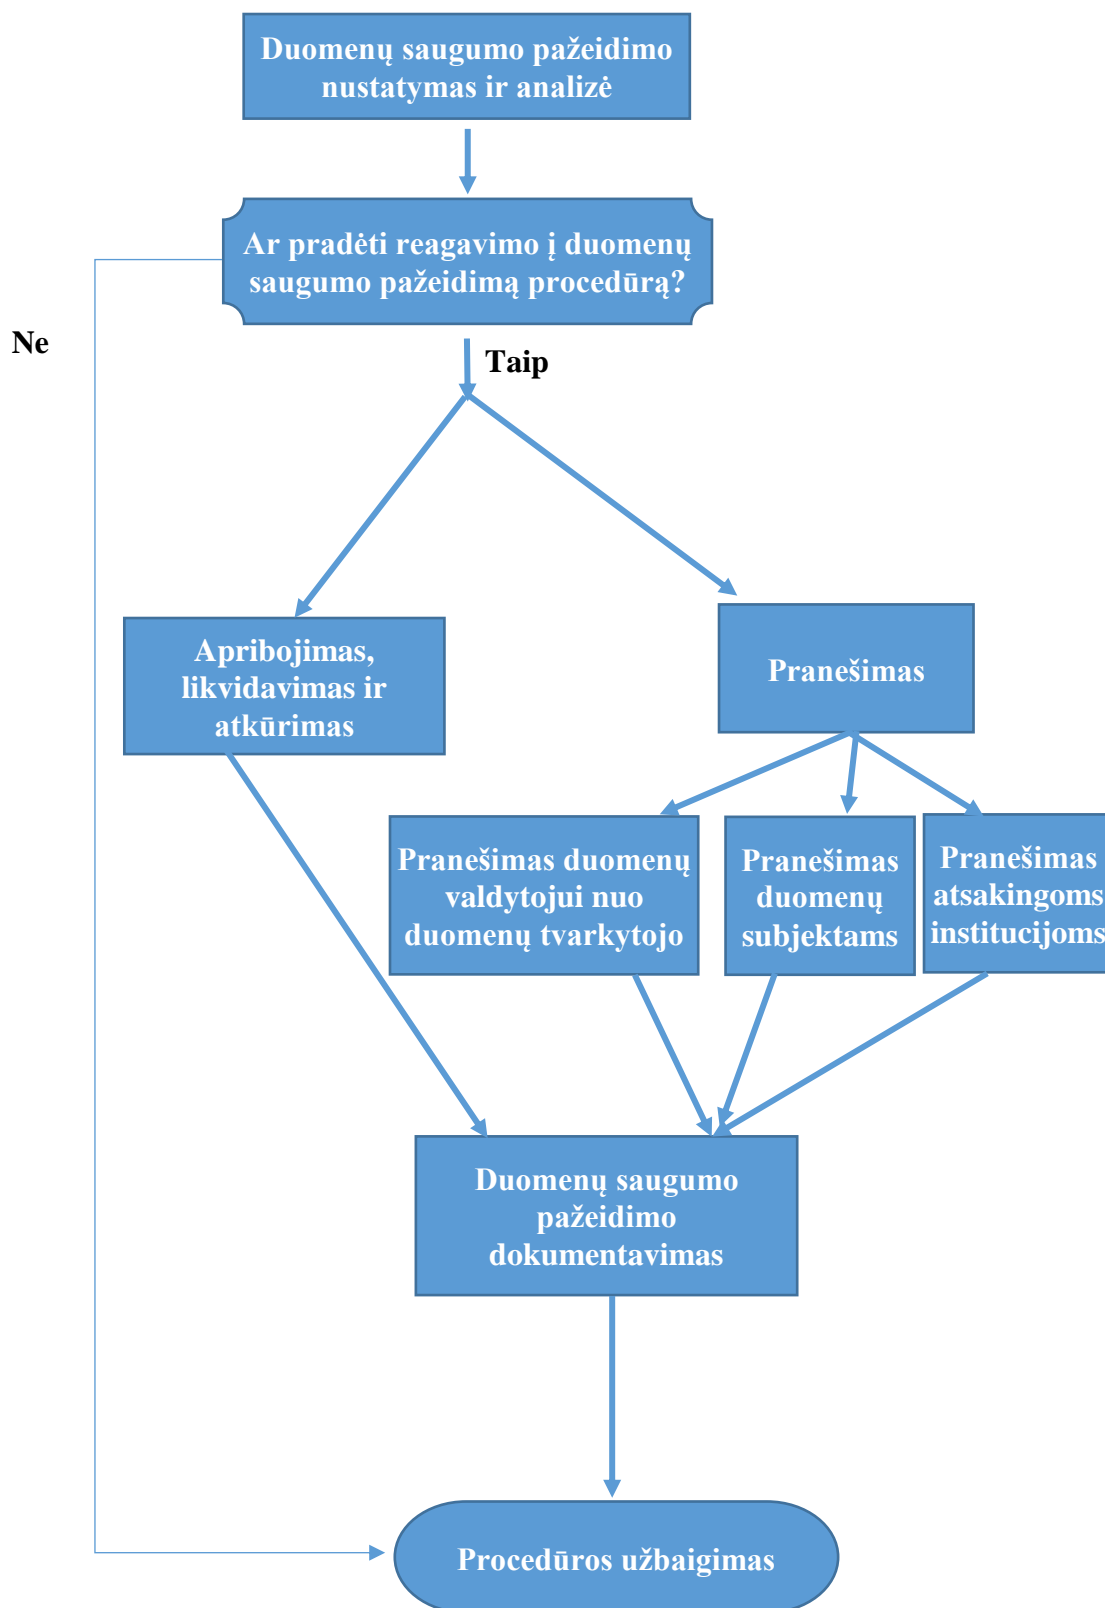 Duomenų saugumo pažeidimo
nustatymas ir analizė
Ar pradėti reagavimo į duomenų
saugumo pažeidimą procedūrą?
Ne
Taip
Apribojimas,
likvidavimas ir
atkūrimas
Pranešimas
Pranešimas duomenų
valdytojui nuo
duomenų tvarkytojo
Pranešimas
duomenų
subjektams
Pranešimas
atsakingoms
institucijoms
Duomenų saugumo
pažeidimo
dokumentavimas
Procedūros užbaigimas